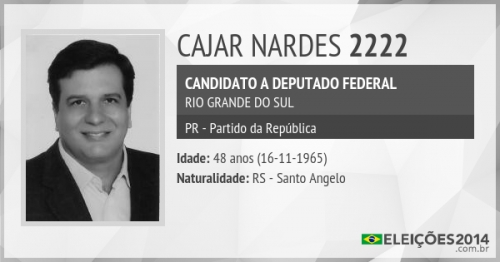 CAJAR NARDES 2222
CANDIDATO A DEPUTADO FEDERAL
RIO GRANDE DO SUL
PR - Partido da República
Idade: 48 anos (16-11-1965)
Naturalidade: RS - Santo Angelo
ELEIÇÕES2014
.com.br